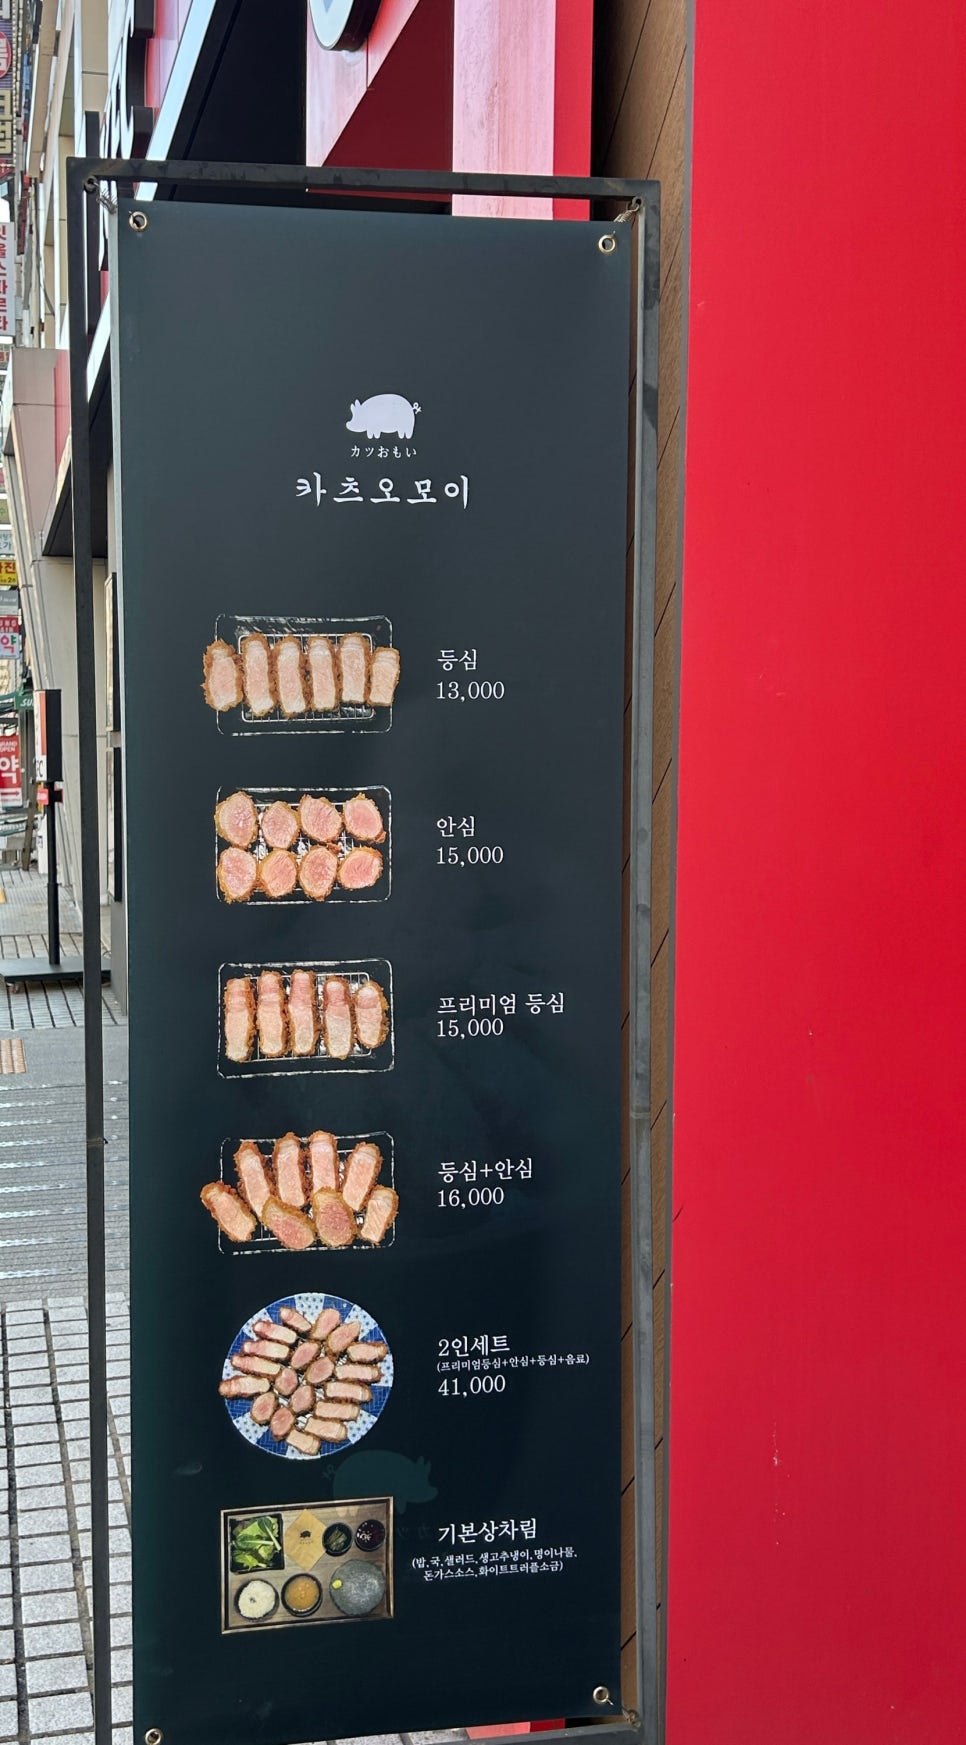 カツおもい
카츠오모이
등심
13,000
안심
15,000
프리미엄 등심
15,000
등심+안심
16,000
2인세트
(프리미엄등심+안심+등심+음료)
41,000
기본상차림
(밥,국,샐러드,생고추냉이,명이나물,
돈가스소스,화이트트러플소금)